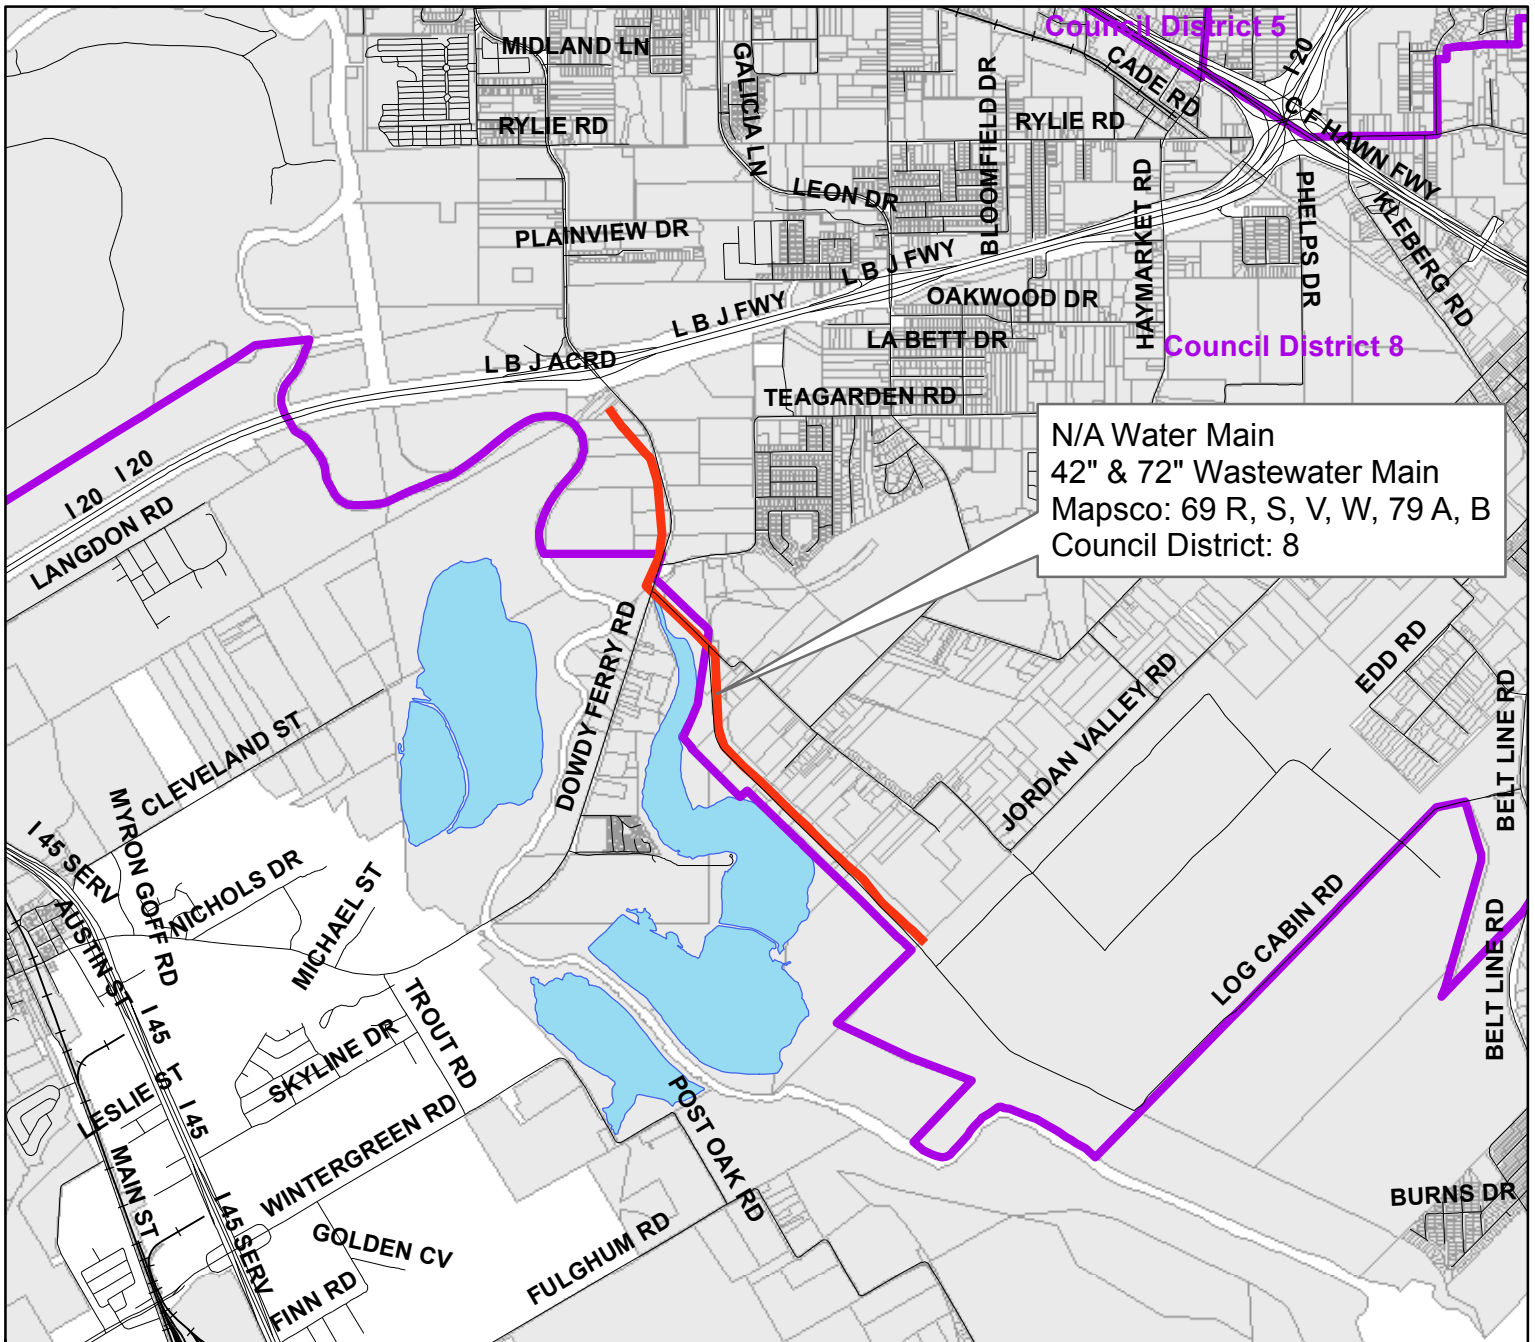 Council District 5
MIDLAND LN
GALICIA LN
I 20
CADE RD
BLOOMFIELD DR
RYLIE RD
RYLIE RD
C F HAWN FWY
LEON DR
HAYMARKET RD
PHELPS DR
KLEBERG RD
PLAINVIEW DR
L B J FWY
L B J FWY
OAKWOOD DR
LA BETT DR
Council District 8
L B J ACRD
TEAGARDEN RD
N/A Water Main
42" & 72" Wastewater Main
Mapsco: 69 R, S, V, W, 79 A, B
Council District: 8
I 20
I 20
LANGDON RD
DOWDY FERRY RD
EDD RD
JORDAN VALLEY RD
BELT LINE RD
CLEVELAND ST
MYRON GOFF RD
I 45 SERV
NICHOLS DR
MICHAEL ST
AUSTIN ST
LOG CABIN RD
BELT LINE RD
I 45
TROUT RD
SKYLINE DR
LESLIE ST
I 45
POST OAK RD
WINTERGREEN RD
MAIN ST
BURNS DR
I 45 SERV
GOLDEN CV
FULGHUM RD
FINN RD